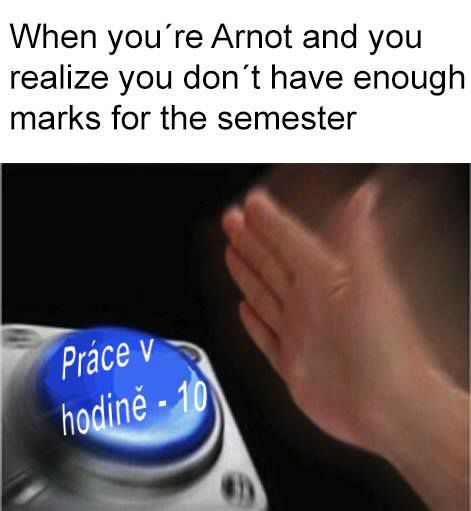 When you´re Arnot and you
realize you don´t have enough
marks for the semester
Práce v
hodině - 10